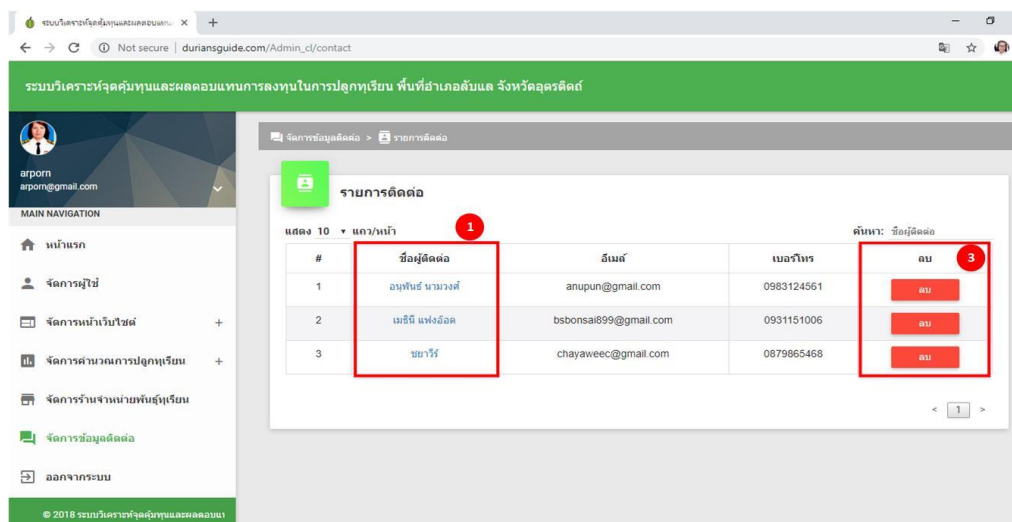 ระบบวิเคราะห์จุดคุ้มทุนและผลตอบแทน
Not secure | duriansguide.com/Admin_cl/contact
ระบบวิเคราะห์จุดคุ้มทุนและผลตอบแทนการลงทุนในการปลูกทุเรียน พื้นที่อำเภอลับแล จังหวัดอุตรดิตถ์
arporn
arporn@gmail.com
MAIN NAVIGATION
หน้าแรก
จัดการผู้ใช้
จัดการหน้าเว็บไซต์ +
จัดการคำนวณการปลูกทุเรียน +
จัดการร้านจำหน่ายพันธุ์ทุเรียน
จัดการข้อมูลติดต่อ
ออกจากระบบ
© 2018 ระบบวิเคราะห์จุดคุ้มทุนและผลตอบแท
จัดการข้อมูลติดต่อ > รายการติดต่อ
รายการติดต่อ
แสดง 10 แถว/หน้า 1 ค้นหา: ชื่อผู้ติดต่อ
# ชื่อผู้ติดต่อ อีเมล์ เบอร์โทร ลบ 3
1 อนุพันธ์ นามวงศ์ anupun@gmail.com 0983124561 ลบ
2 เมธินี แฟงอ๊อด bsbonsai899@gmail.com 0931151006 ลบ
3 ชยาวีร์ chayaweec@gmail.com 0879865468 ลบ
< 1 >